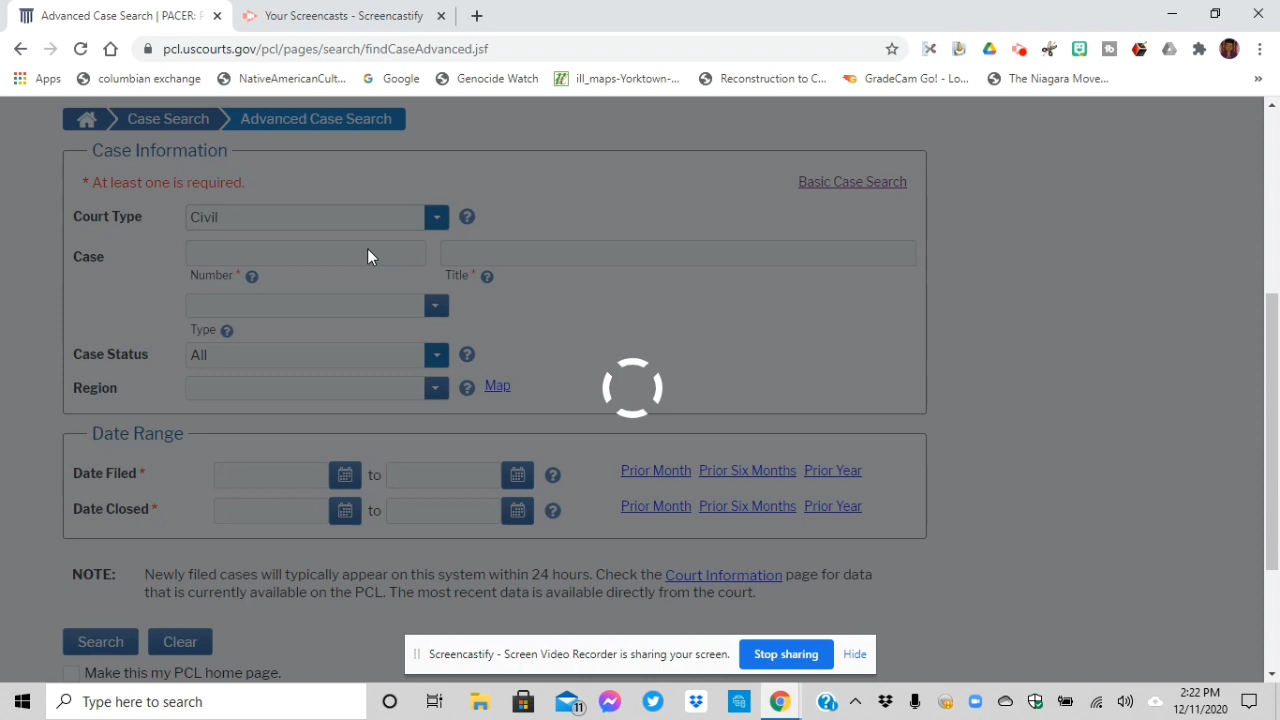 Advanced Case Search | PACER: F
Your Screencasts - Screencastify
pcl.uscourts.gov/pcl/pages/search/findCaseAdvanced.jsf
Apps columbian exchange NativeAmericanCult... Google Genocide Watch ill_maps-Yorktown-... Reconstruction to C... GradeCam Go! - Lo... The Niagara Move... »
Case Search Advanced Case Search
Case Information
* At least one is required. Basic Case Search
Court Type Civil
Case
Number * Title *
Type
Case Status All
Region Map
Date Range
Date Filed * to Prior Month Prior Six Months Prior Year
Date Closed * to Prior Month Prior Six Months Prior Year
NOTE: Newly filed cases will typically appear on this system within 24 hours. Check the Court Information page for data
that is currently available on the PCL. The most recent data is available directly from the court.
Search Clear
Screencastify - Screen Video Recorder is sharing your screen. Stop sharing Hide
Make this my PCL home page.
Type here to search
11
2:22 PM
12/11/2020